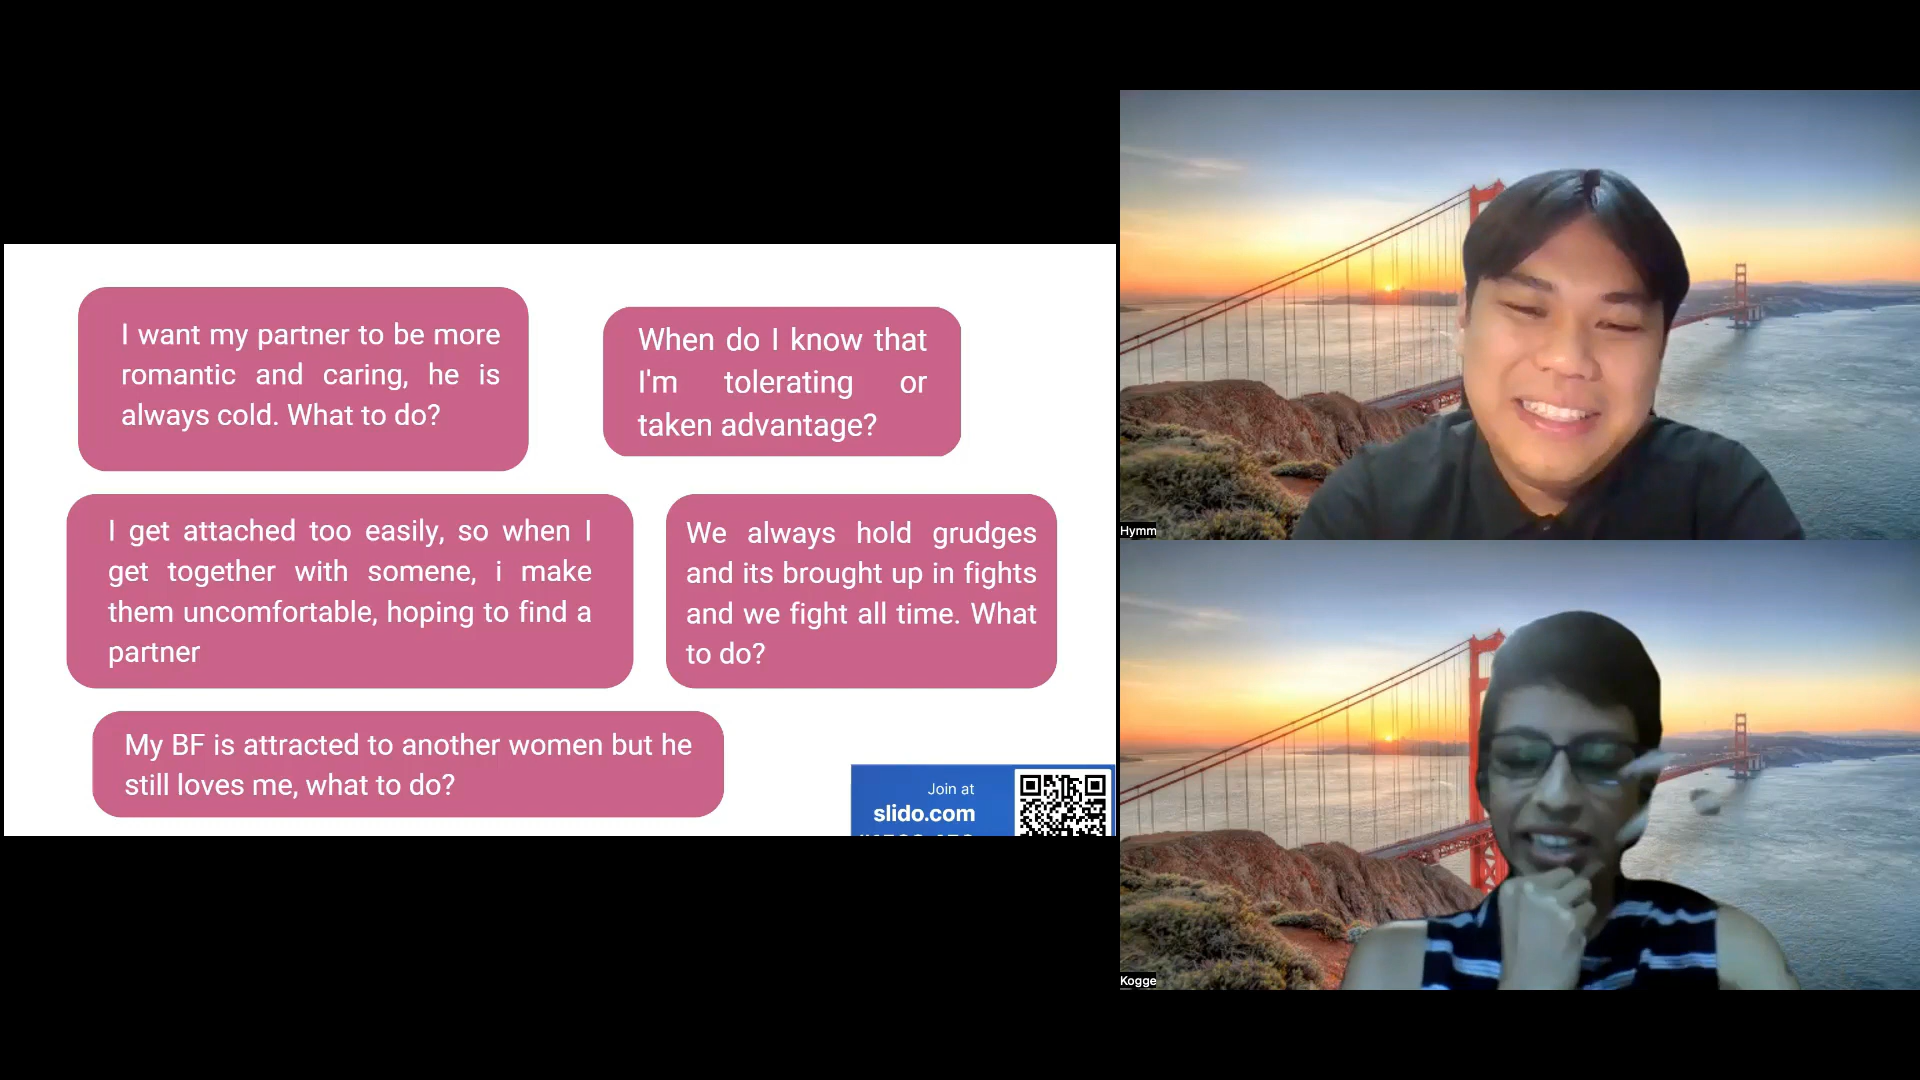 I want my partner to be more
romantic and caring, he is
always cold. What to do?
When do I know that
I'm tolerating or
taken advantage?
I get attached too easily, so when I
get together with somene, i make
them uncomfortable, hoping to find a
partner
We always hold grudges
and its brought up in fights
and we fight all time. What
to do?
My BF is attracted to another women but he
still loves me, what to do?
Join at
slido.com
Hymm
Kogge